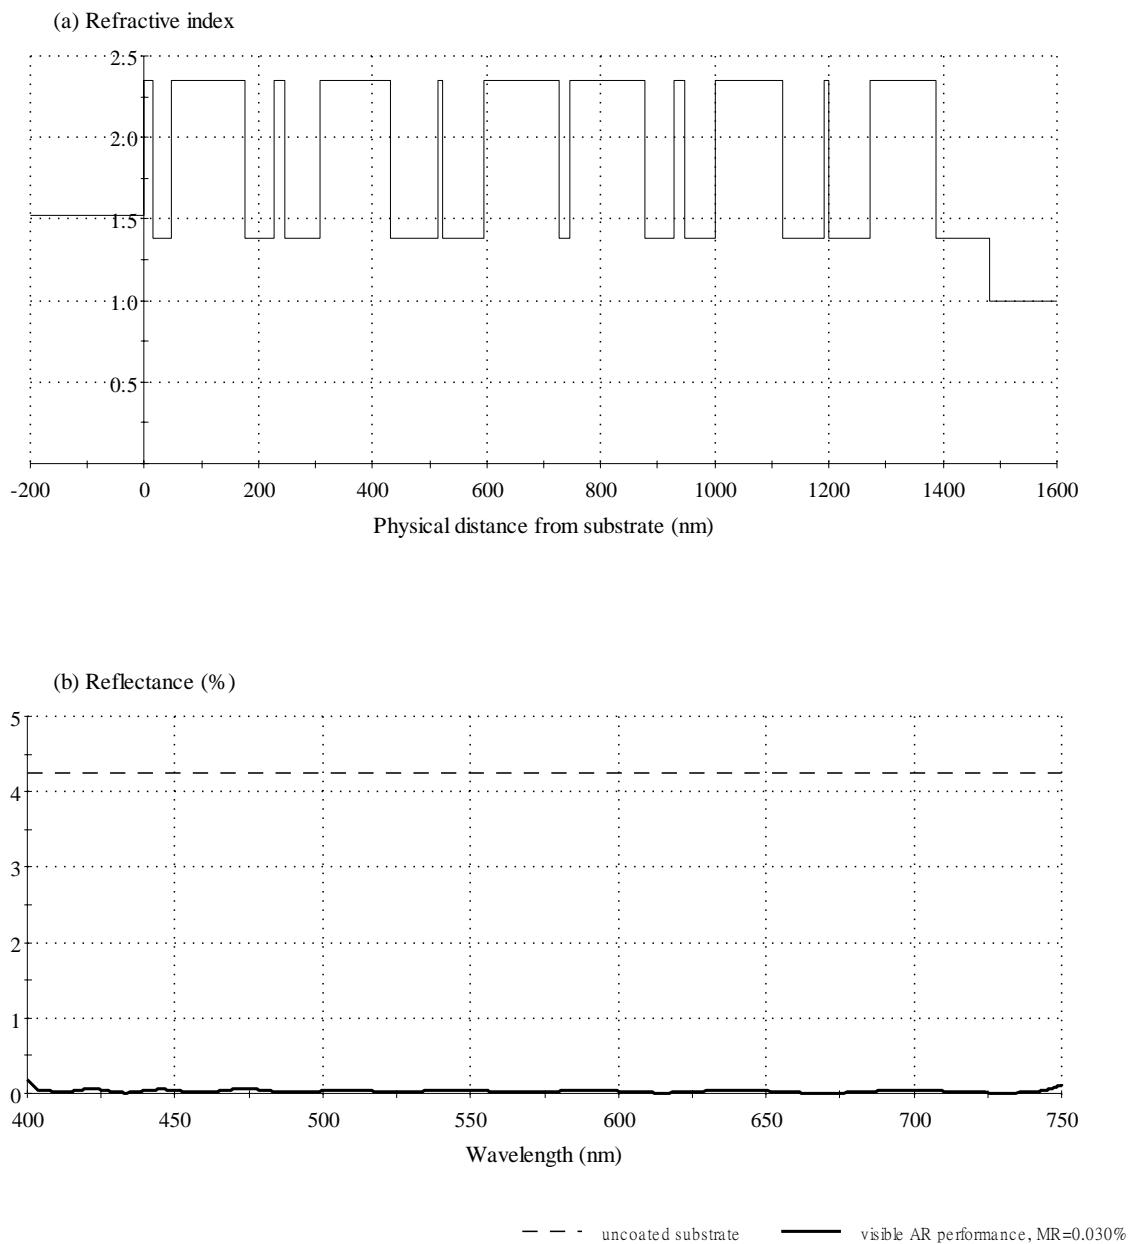 (a) Refractive index
2.5
2.0
1.5
1.0
0.5
-200 0 200 400 600 800 1000 1200 1400 1600
Physical distance from substrate (nm)
(b) Reflectance (%)
5
4
3
2
1
0
400 450 500 550 600 650 700 750
Wavelength (nm)
uncoated substrate visible AR performance, MR=0.030%